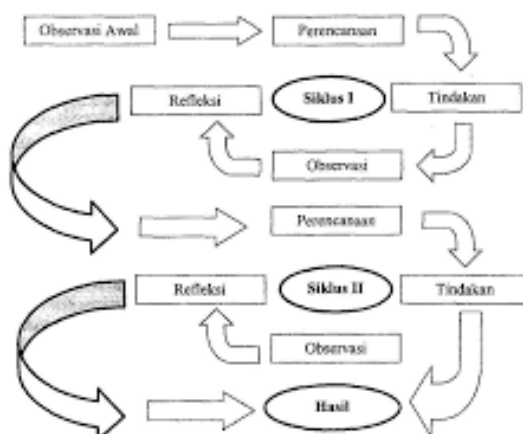 Observasi Awal
Perencanaan
Refleksi
Siklus I
Tindakan
Observasi
Perencanaan
Refleksi
Siklus II
Tindakan
Observasi
Hasil